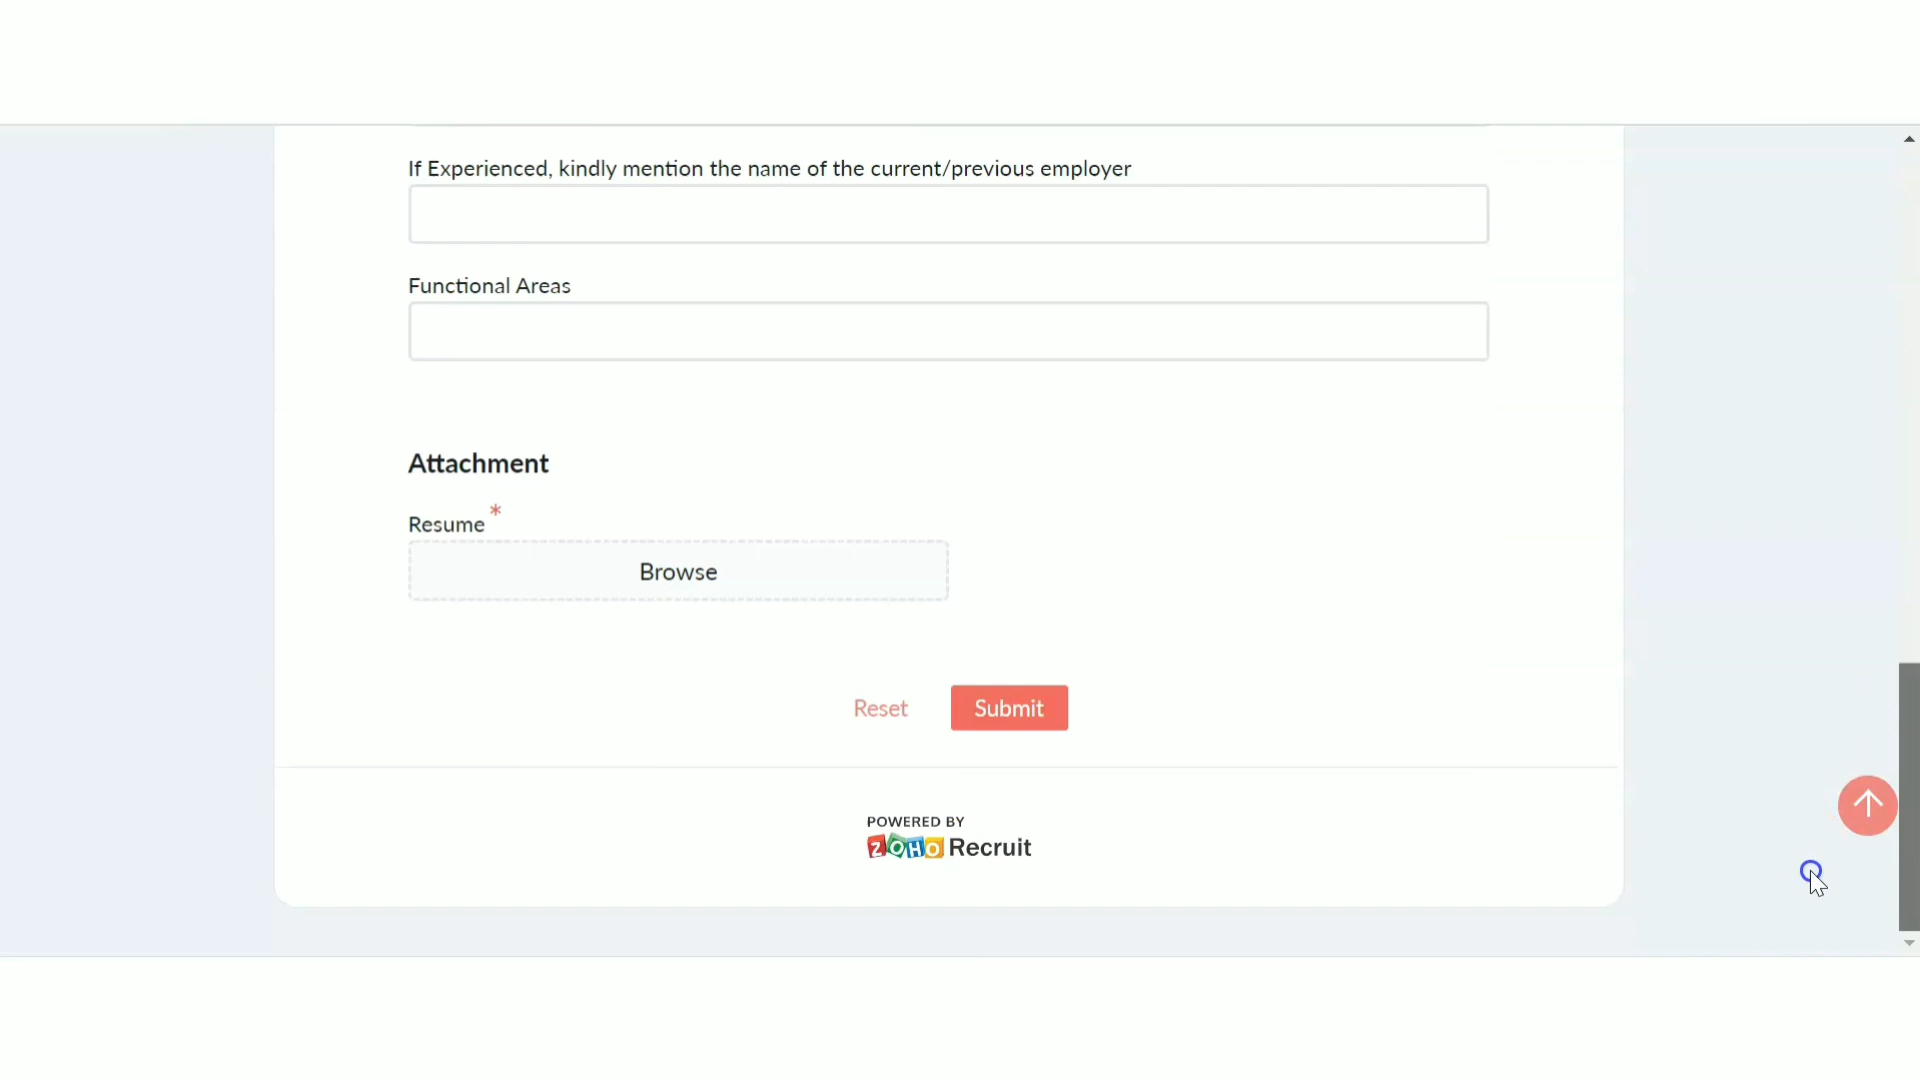 If Experienced, kindly mention the name of the current/previous employer
Functional Areas
Attachment
Resume *
Browse
Reset Submit
POWERED BY
ZOHO Recruit